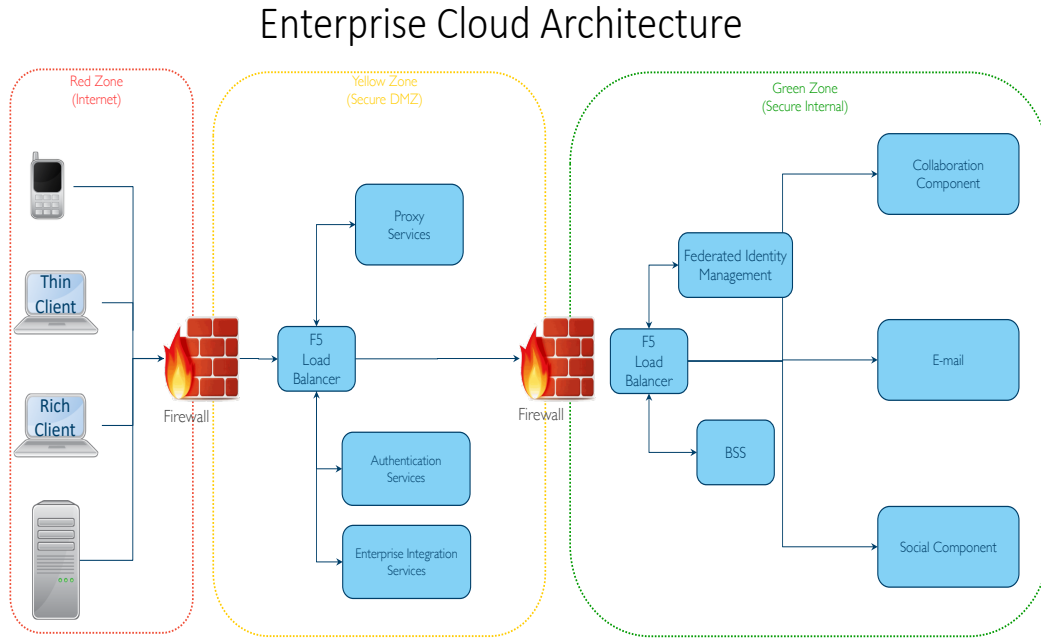 Enterprise Cloud Architecture
Red Zone
(Internet)
Yellow Zone
(Secure DMZ)
Green Zone
(Secure Internal)
Thin
Client
Rich
Client
Firewall
Proxy
Services
F5
Load
Balancer
Authentication
Services
Enterprise Integration
Services
Firewall
Federated Identity
Management
F5
Load
Balancer
BSS
Collaboration
Component
E-mail
Social Component